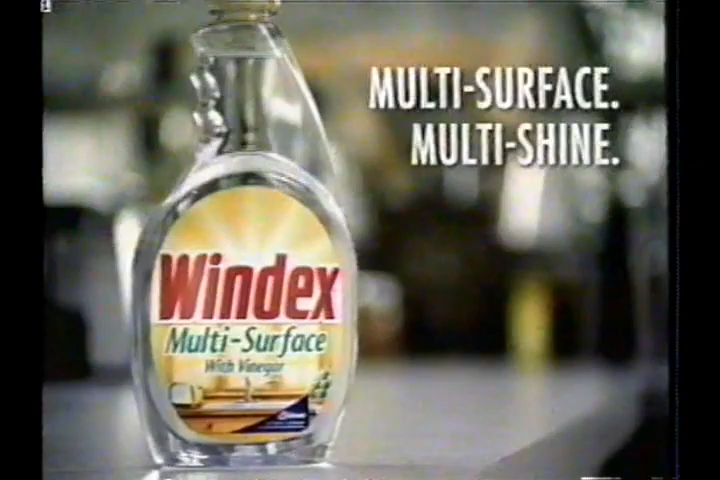 MULTI-SURFACE.
MULTI-SHINE.
Windex
Multi-Surface
With Vinegar